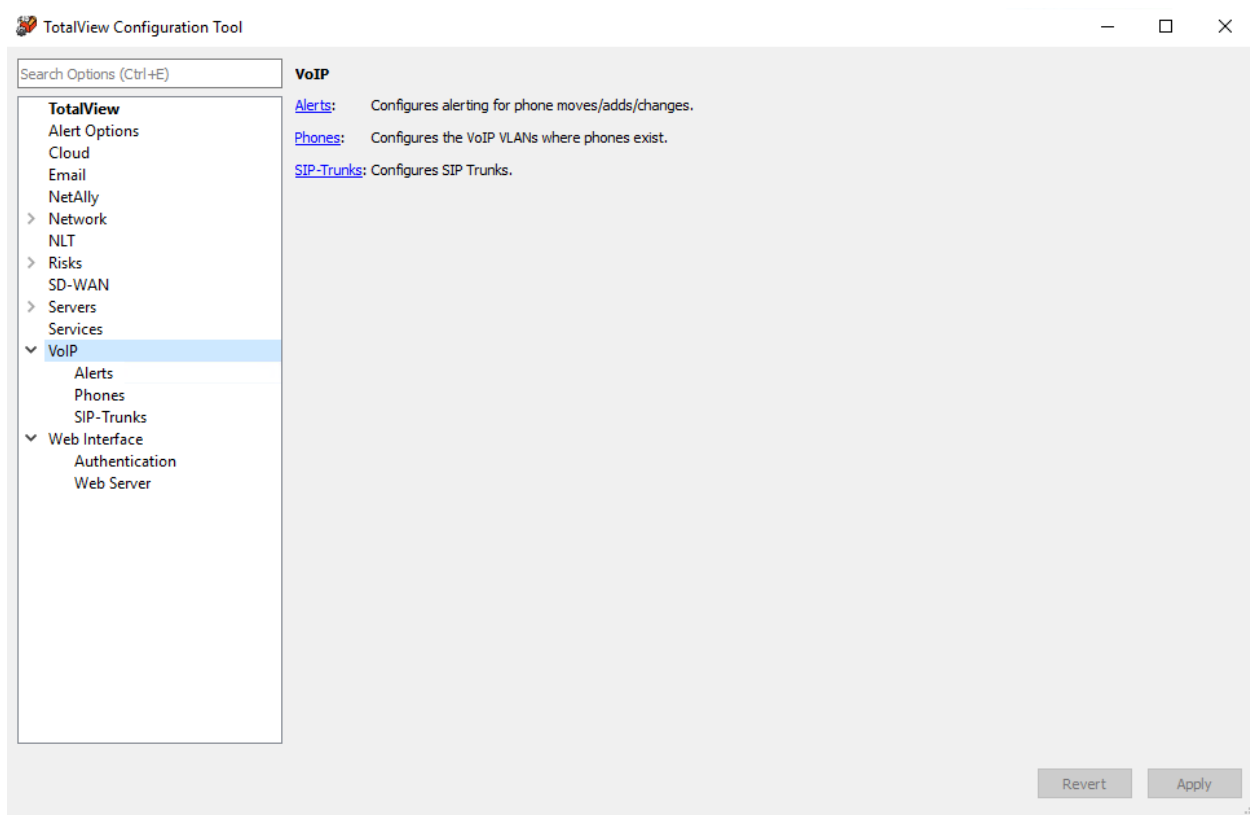 TotalView Configuration Tool
Search Options (Ctrl+E)
TotalView
Alert Options
Cloud
Email
NetAlly
Network
NLT
Risks
SD-WAN
Servers
Services
VoIP
Alerts
Phones
SIP-Trunks
Web Interface
Authentication
Web Server
VoIP
Alerts: Configures alerting for phone moves/adds/changes.
Phones: Configures the VoIP VLANs where phones exist.
SIP-Trunks: Configures SIP Trunks.
Revert Apply